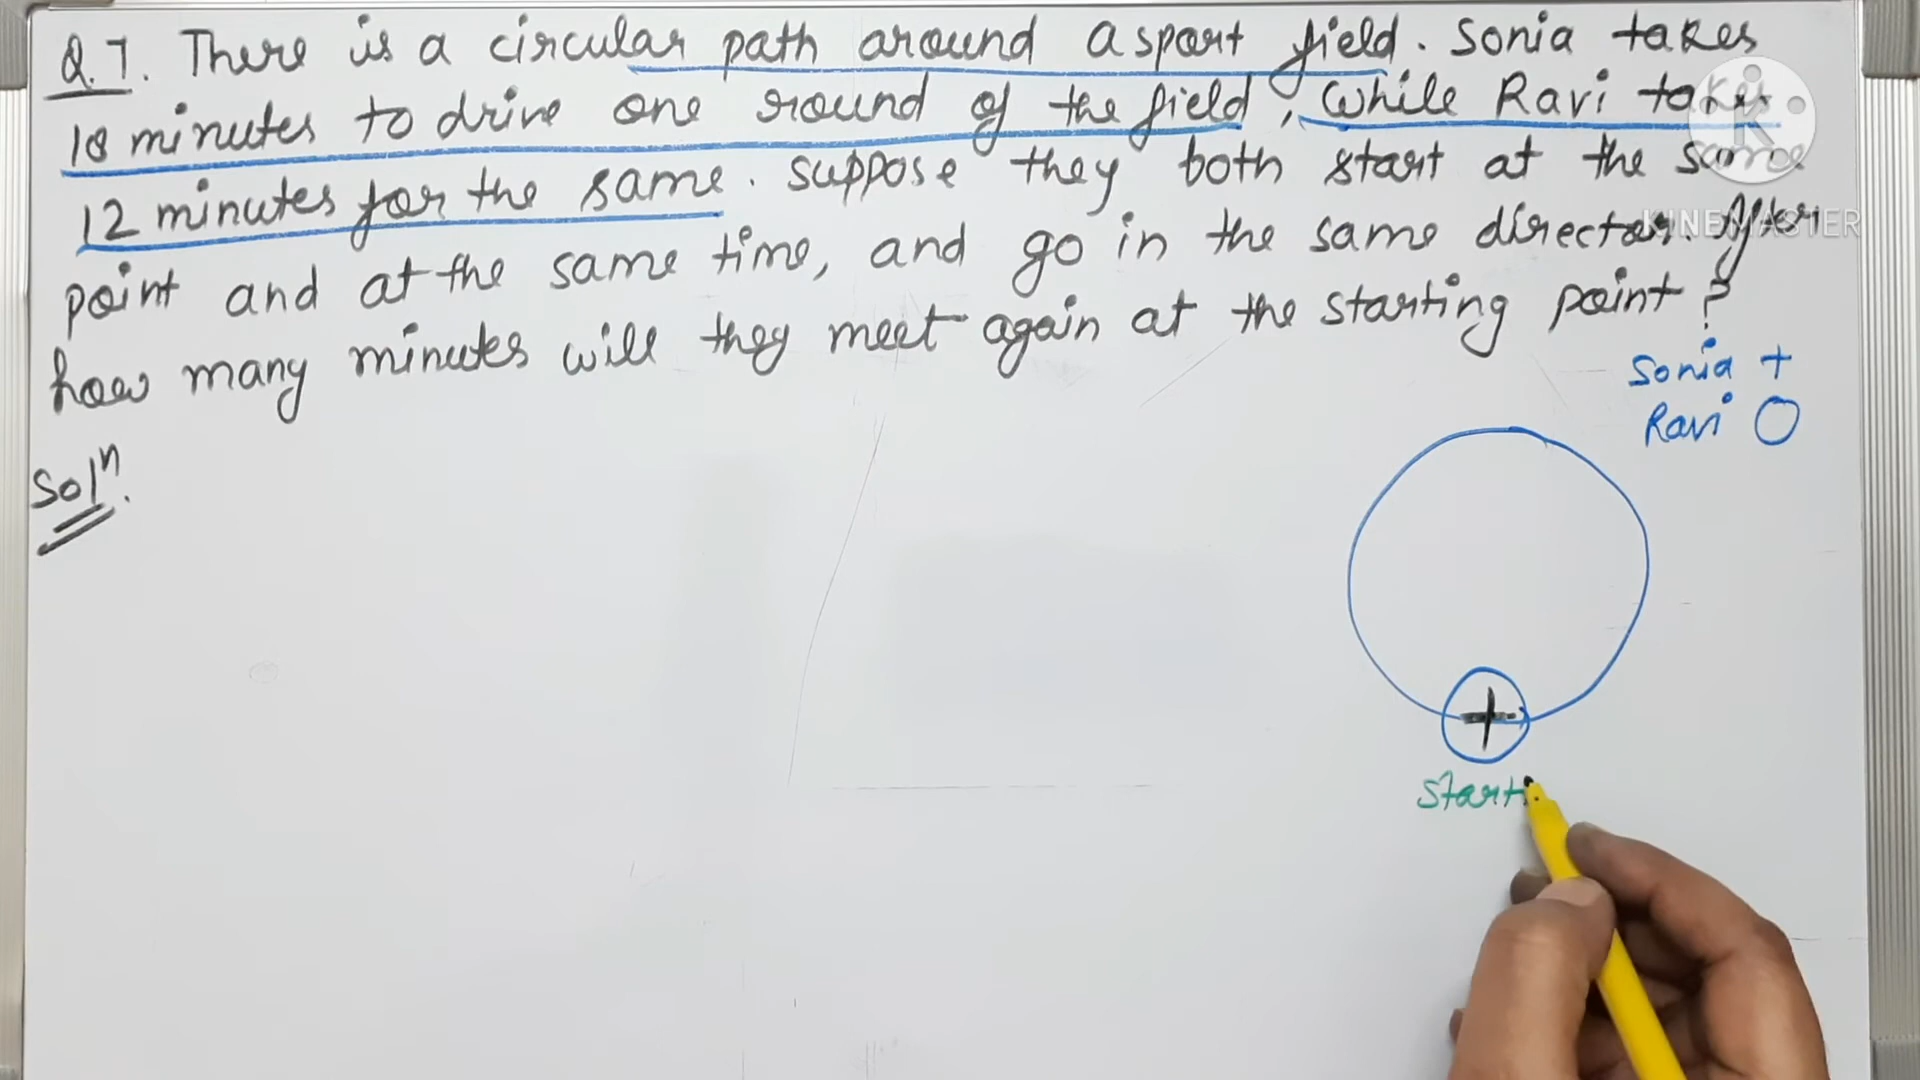 Q.7. There is a circular path around a sport field. Sonia takes
18 minutes to drive one round of the field, while Ravi takes
12 minutes for the same. suppose they both start at the same
point and at the same time, and go in the same direction. After
how many minutes will they meet again at the starting point?
Sonia +
Ravi O
Solⁿ.
Starti
K
KINEMASTER